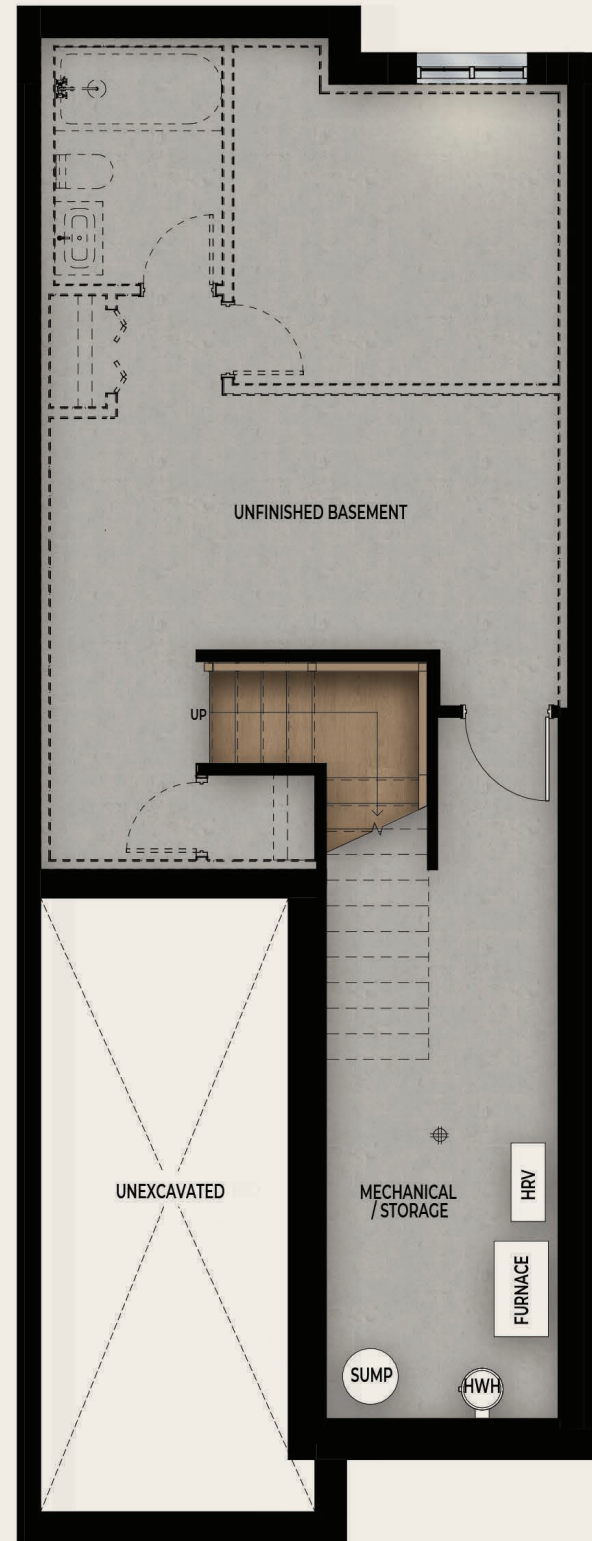 UNFINISHED BASEMENT
UP
UNEXCAVATED
MECHANICAL
/ STORAGE
HRV
FURNACE
SUMP
HWH